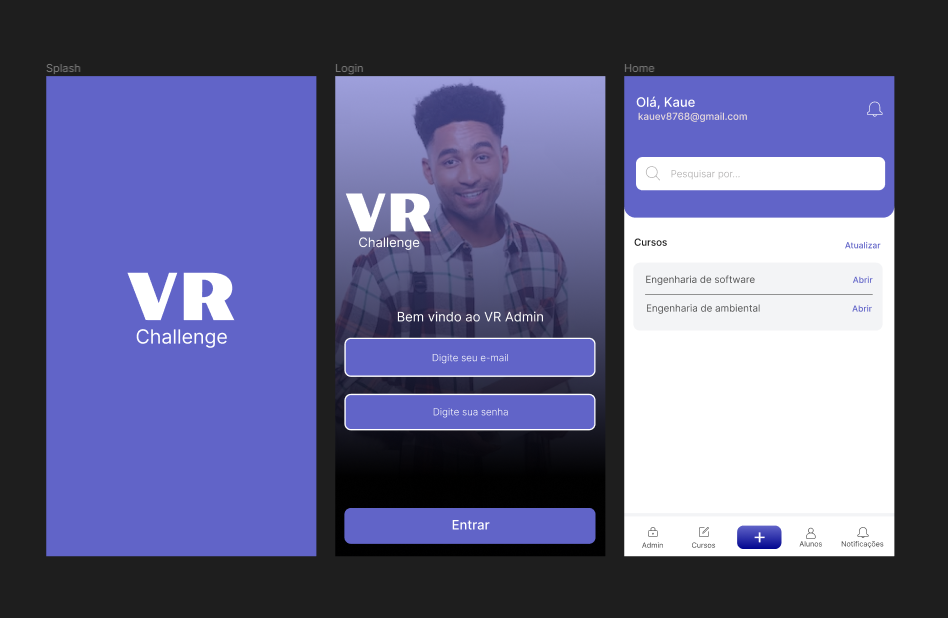 Splash
VR
Challenge
Login
VR
Challenge
Bem vindo ao VR Admin
Digite seu e-mail
Digite sua senha
Entrar
Home
Olá, Kaue
kauev8768@gmail.com
Pesquisar por...
Cursos
Atualizar
Engenharia de software
Abrir
Engenharia de ambiental
Abrir
Admin
Cursos
+
Alunos
Notificações